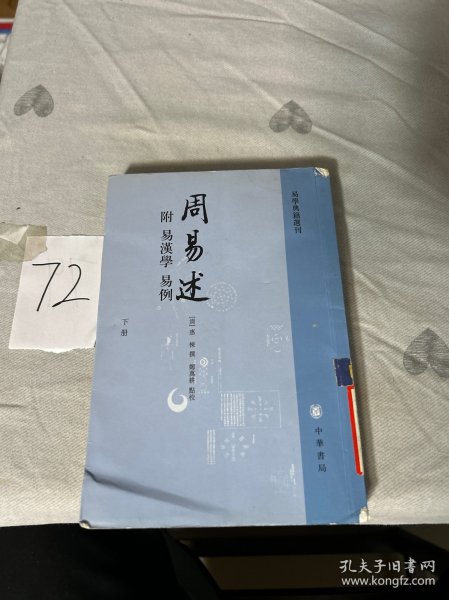 易學典籍選刊
周易述
附 易漢學 易例
[清]惠 棟 撰 鄭萬耕 點校
下册
中華書局
72
孔夫子旧书网
www.kongfz.com